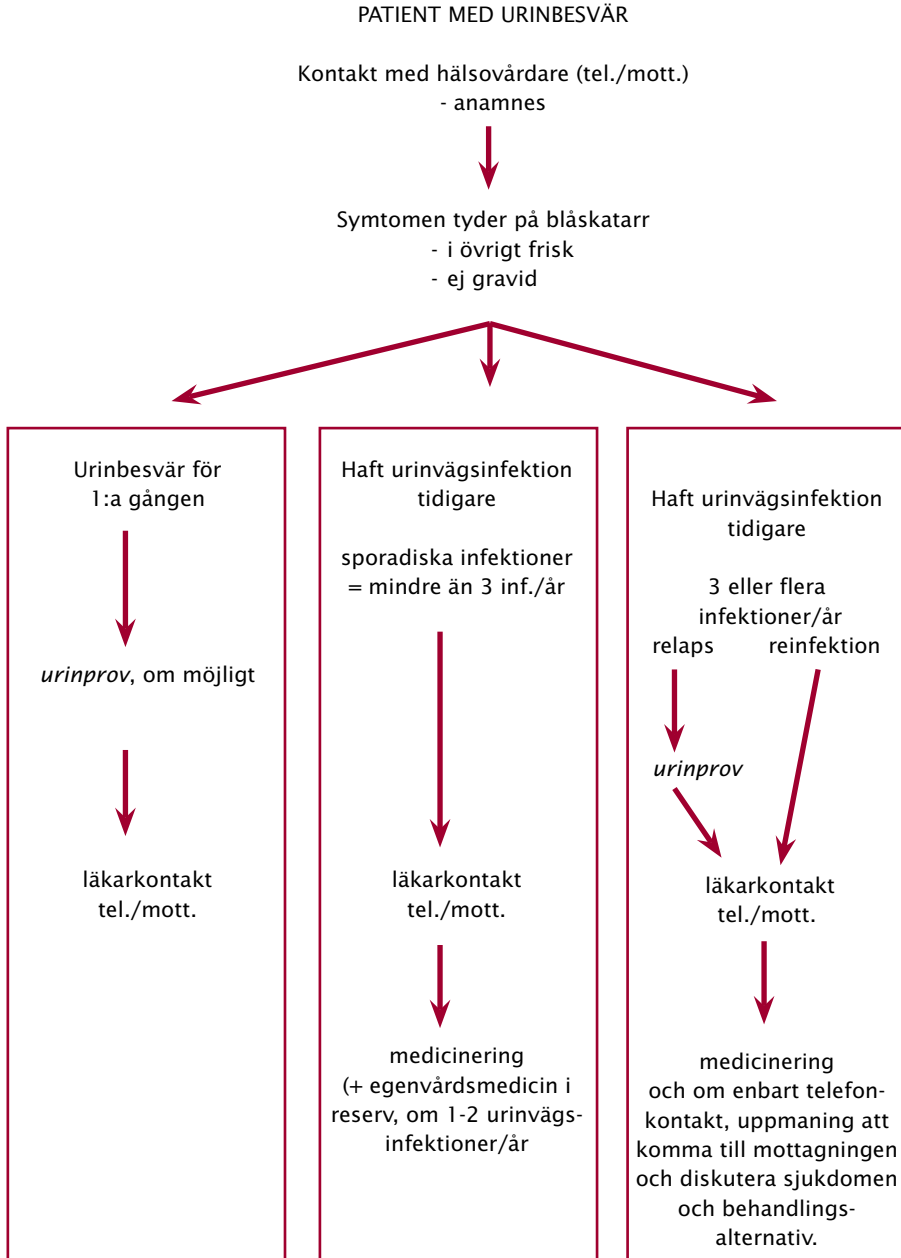 PATIENT MED URINBESVÄR
Kontakt med hälsovårdare (tel./mott.)
- anamnes
Symtomen tyder på blåskatarr
- i övrigt frisk
- ej gravid
Urinbesvär för
1:a gången
urinprov, om möjligt
läkarkontakt
tel./mott.
Haft urinvägsinfektion
tidigare
sporadiska infektioner
= mindre än 3 inf./år
läkarkontakt
tel./mott.
medicinering
(+ egenvårdsmedicin i
reserv, om 1-2 urinvägs-
infektioner/år
Haft urinvägsinfektion
tidigare
3 eller flera
infektioner/år
relaps reinfektion
urinprov
läkarkontakt
tel./mott.
medicinering
och om enbart telefon-
kontakt, uppmaning att
komma till mottagningen
och diskutera sjukdomen
och behandlings-
alternativ.